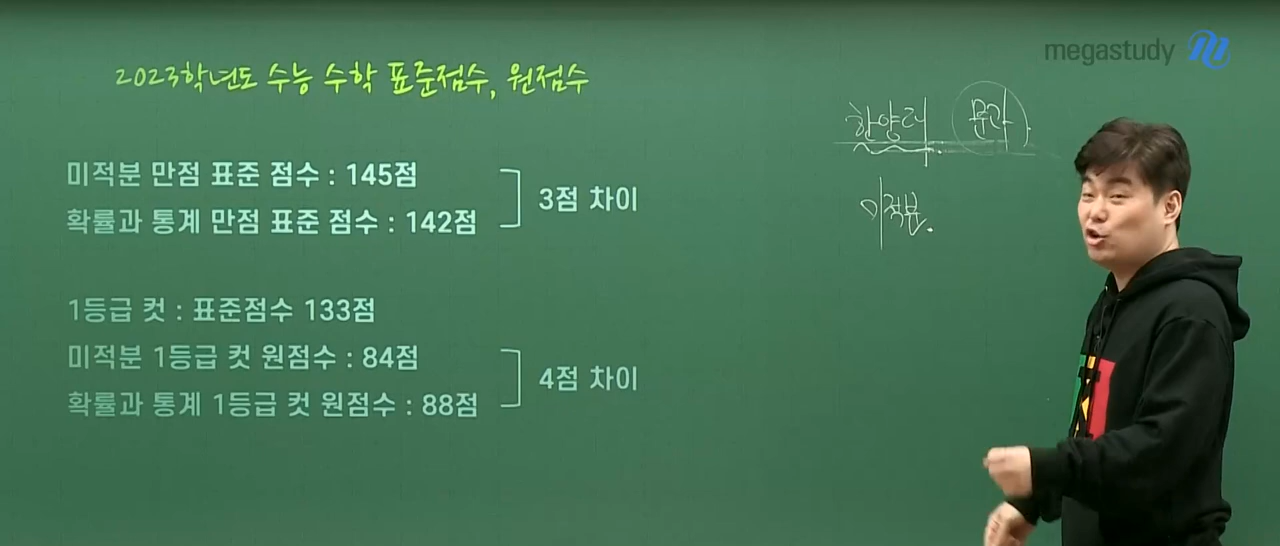 megastudy
2023학년도 수능 수학 표준점수, 원점수
미적분 만점 표준 점수 : 145점
확률과 통계 만점 표준 점수 : 142점
3점 차이
1등급 컷 : 표준점수 133점
미적분 1등급 컷 원점수 : 84점
확률과 통계 1등급 컷 원점수 : 88점
4점 차이
한양대 문과.
미적분.